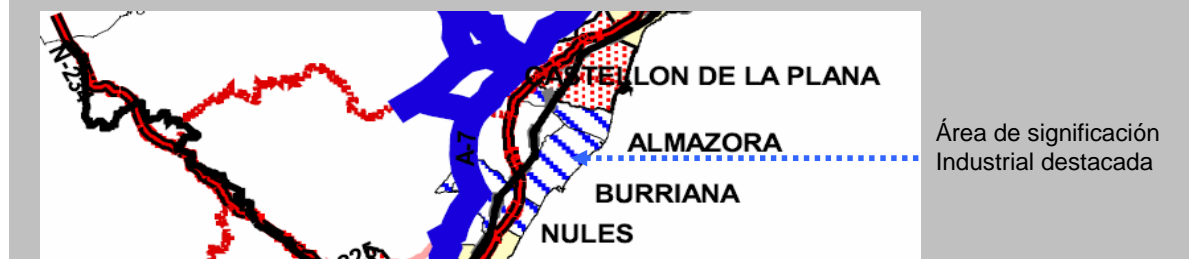 N-234
CASTELLON DE LA PLANA
A-7
ALMAZORA
BURRIANA
NULES
Área de significación
Industrial destacada